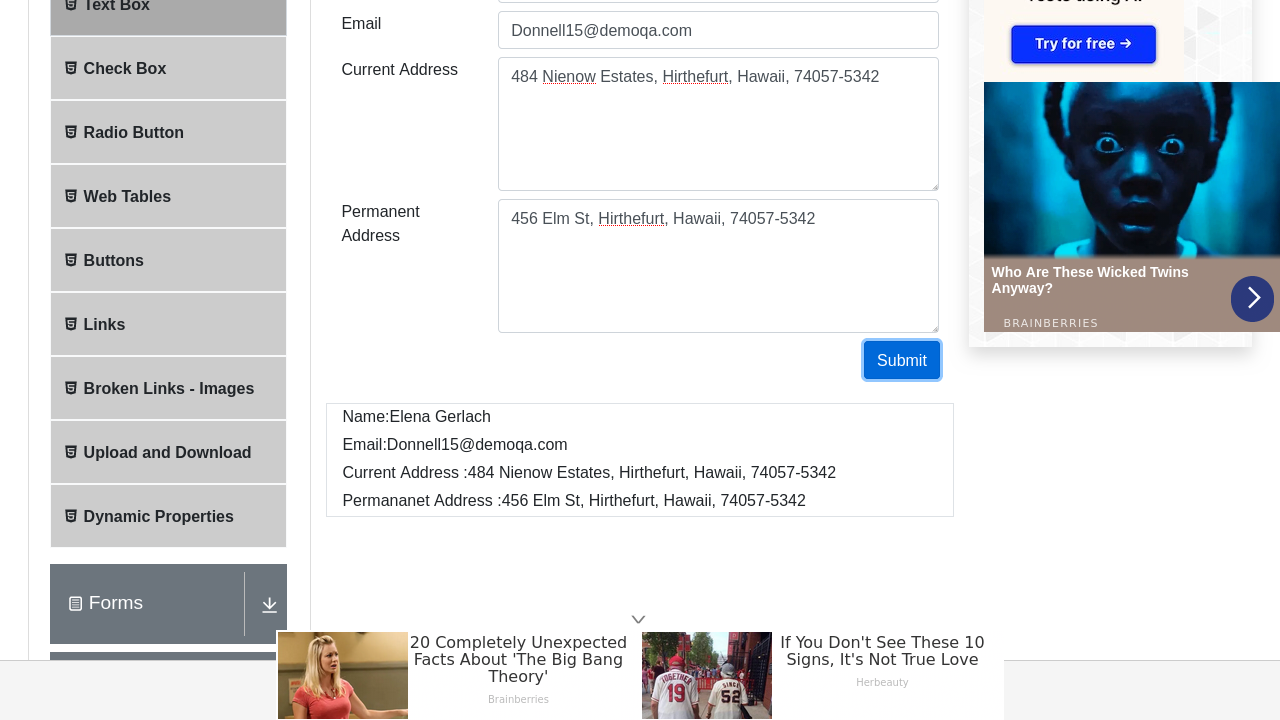 Text Box
Check Box
Radio Button
Web Tables
Buttons
Links
Broken Links - Images
Upload and Download
Dynamic Properties
Forms
Email
Donnell15@demoqa.com
Current Address
484 Nienow Estates, Hirthefurt, Hawaii, 74057-5342
Permanent
Address
456 Elm St, Hirthefurt, Hawaii, 74057-5342
Submit
Name:Elena Gerlach
Email:Donnell15@demoqa.com
Current Address :484 Nienow Estates, Hirthefurt, Hawaii, 74057-5342
Permananet Address :456 Elm St, Hirthefurt, Hawaii, 74057-5342
Try for free →
Who Are These Wicked Twins
Anyway?
BRAINBERRIES
20 Completely Unexpected
Facts About 'The Big Bang
Theory'
Brainberries
TOGETHER
19
SINCE
52
If You Don't See These 10
Signs, It's Not True Love
Herbeauty